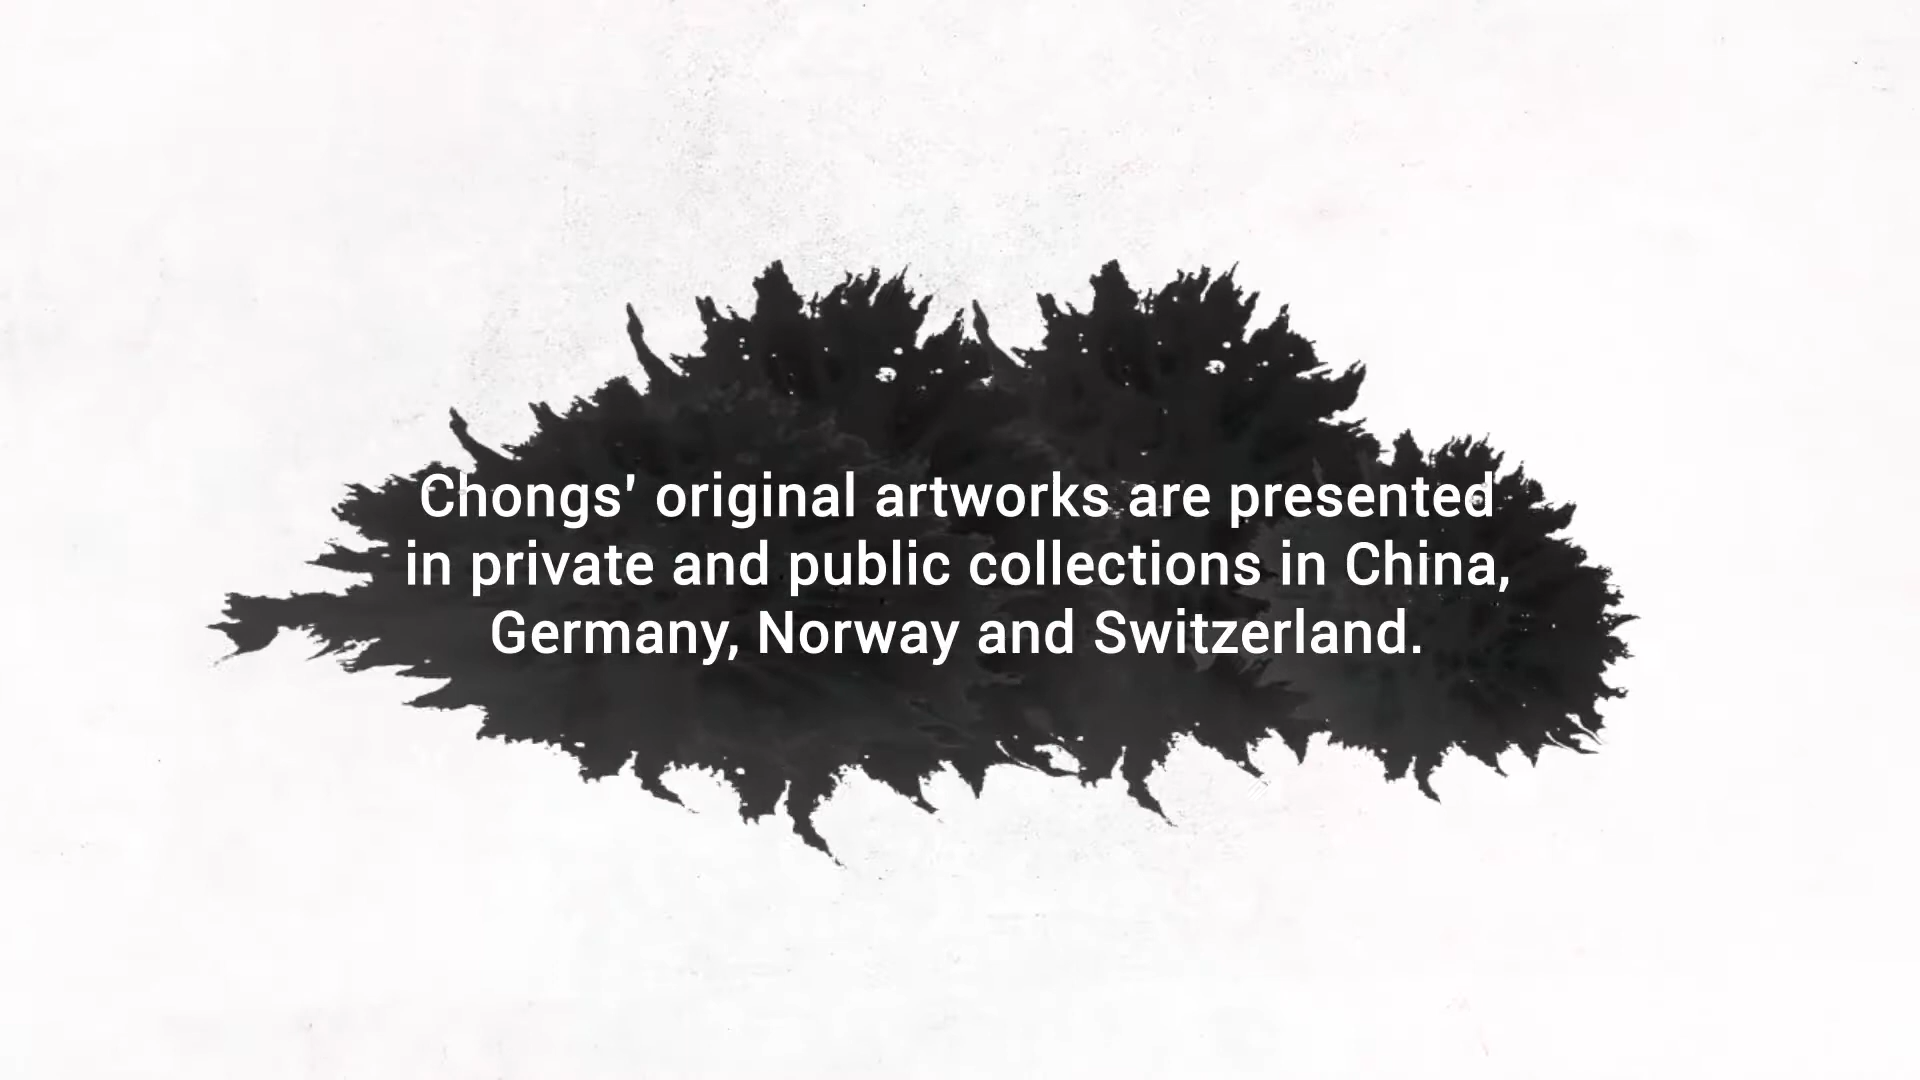 Chongs’ original artworks are presented
in private and public collections in China,
Germany, Norway and Switzerland.